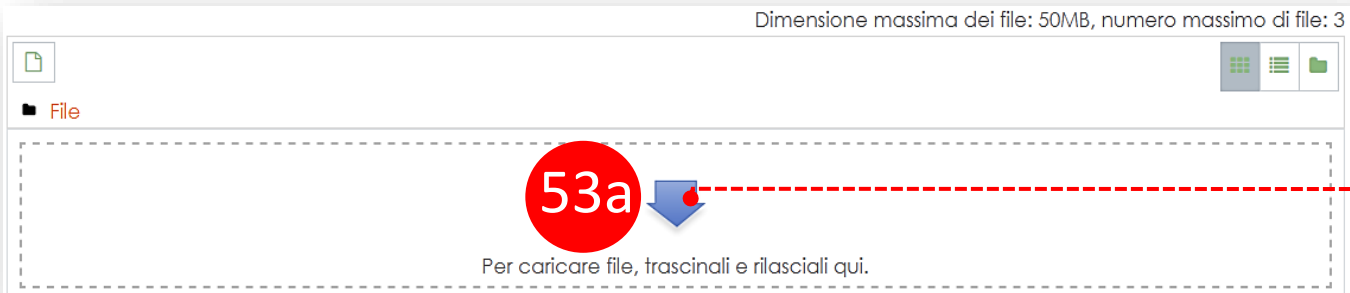 Dimensione massima dei file: 50MB, numero massimo di file: 3
File
53a
Per caricare file, trascinali e rilasciali qui.